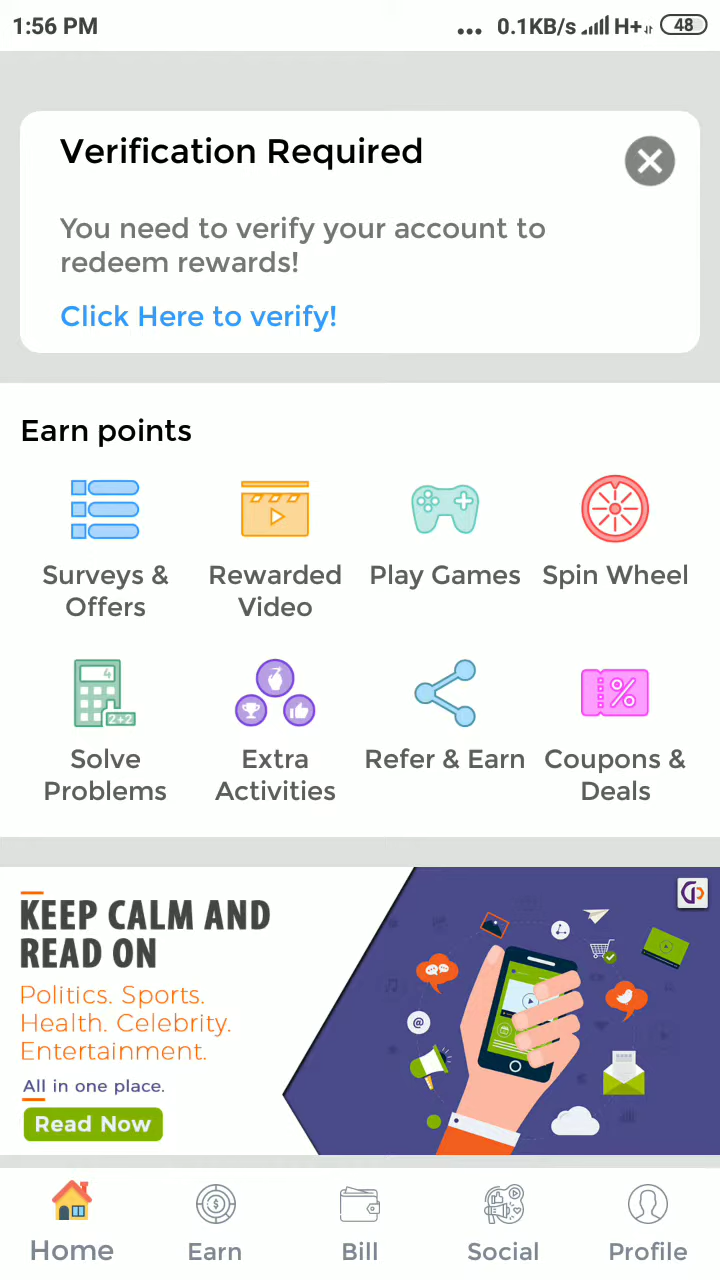 1:56 PM ... 0.1KB/s H+ 48
Verification Required
You need to verify your account to
redeem rewards!
Click Here to verify!
Earn points
Surveys & Offers
Rewarded Video
Play Games
Spin Wheel
4
2+2
%
Solve Problems
Extra Activities
Refer & Earn
Coupons & Deals
KEEP CALM AND
READ ON
Politics. Sports.
Health. Celebrity.
Entertainment.
All in one place.
Read Now
@
$
Home
Earn
Bill
Social
Profile